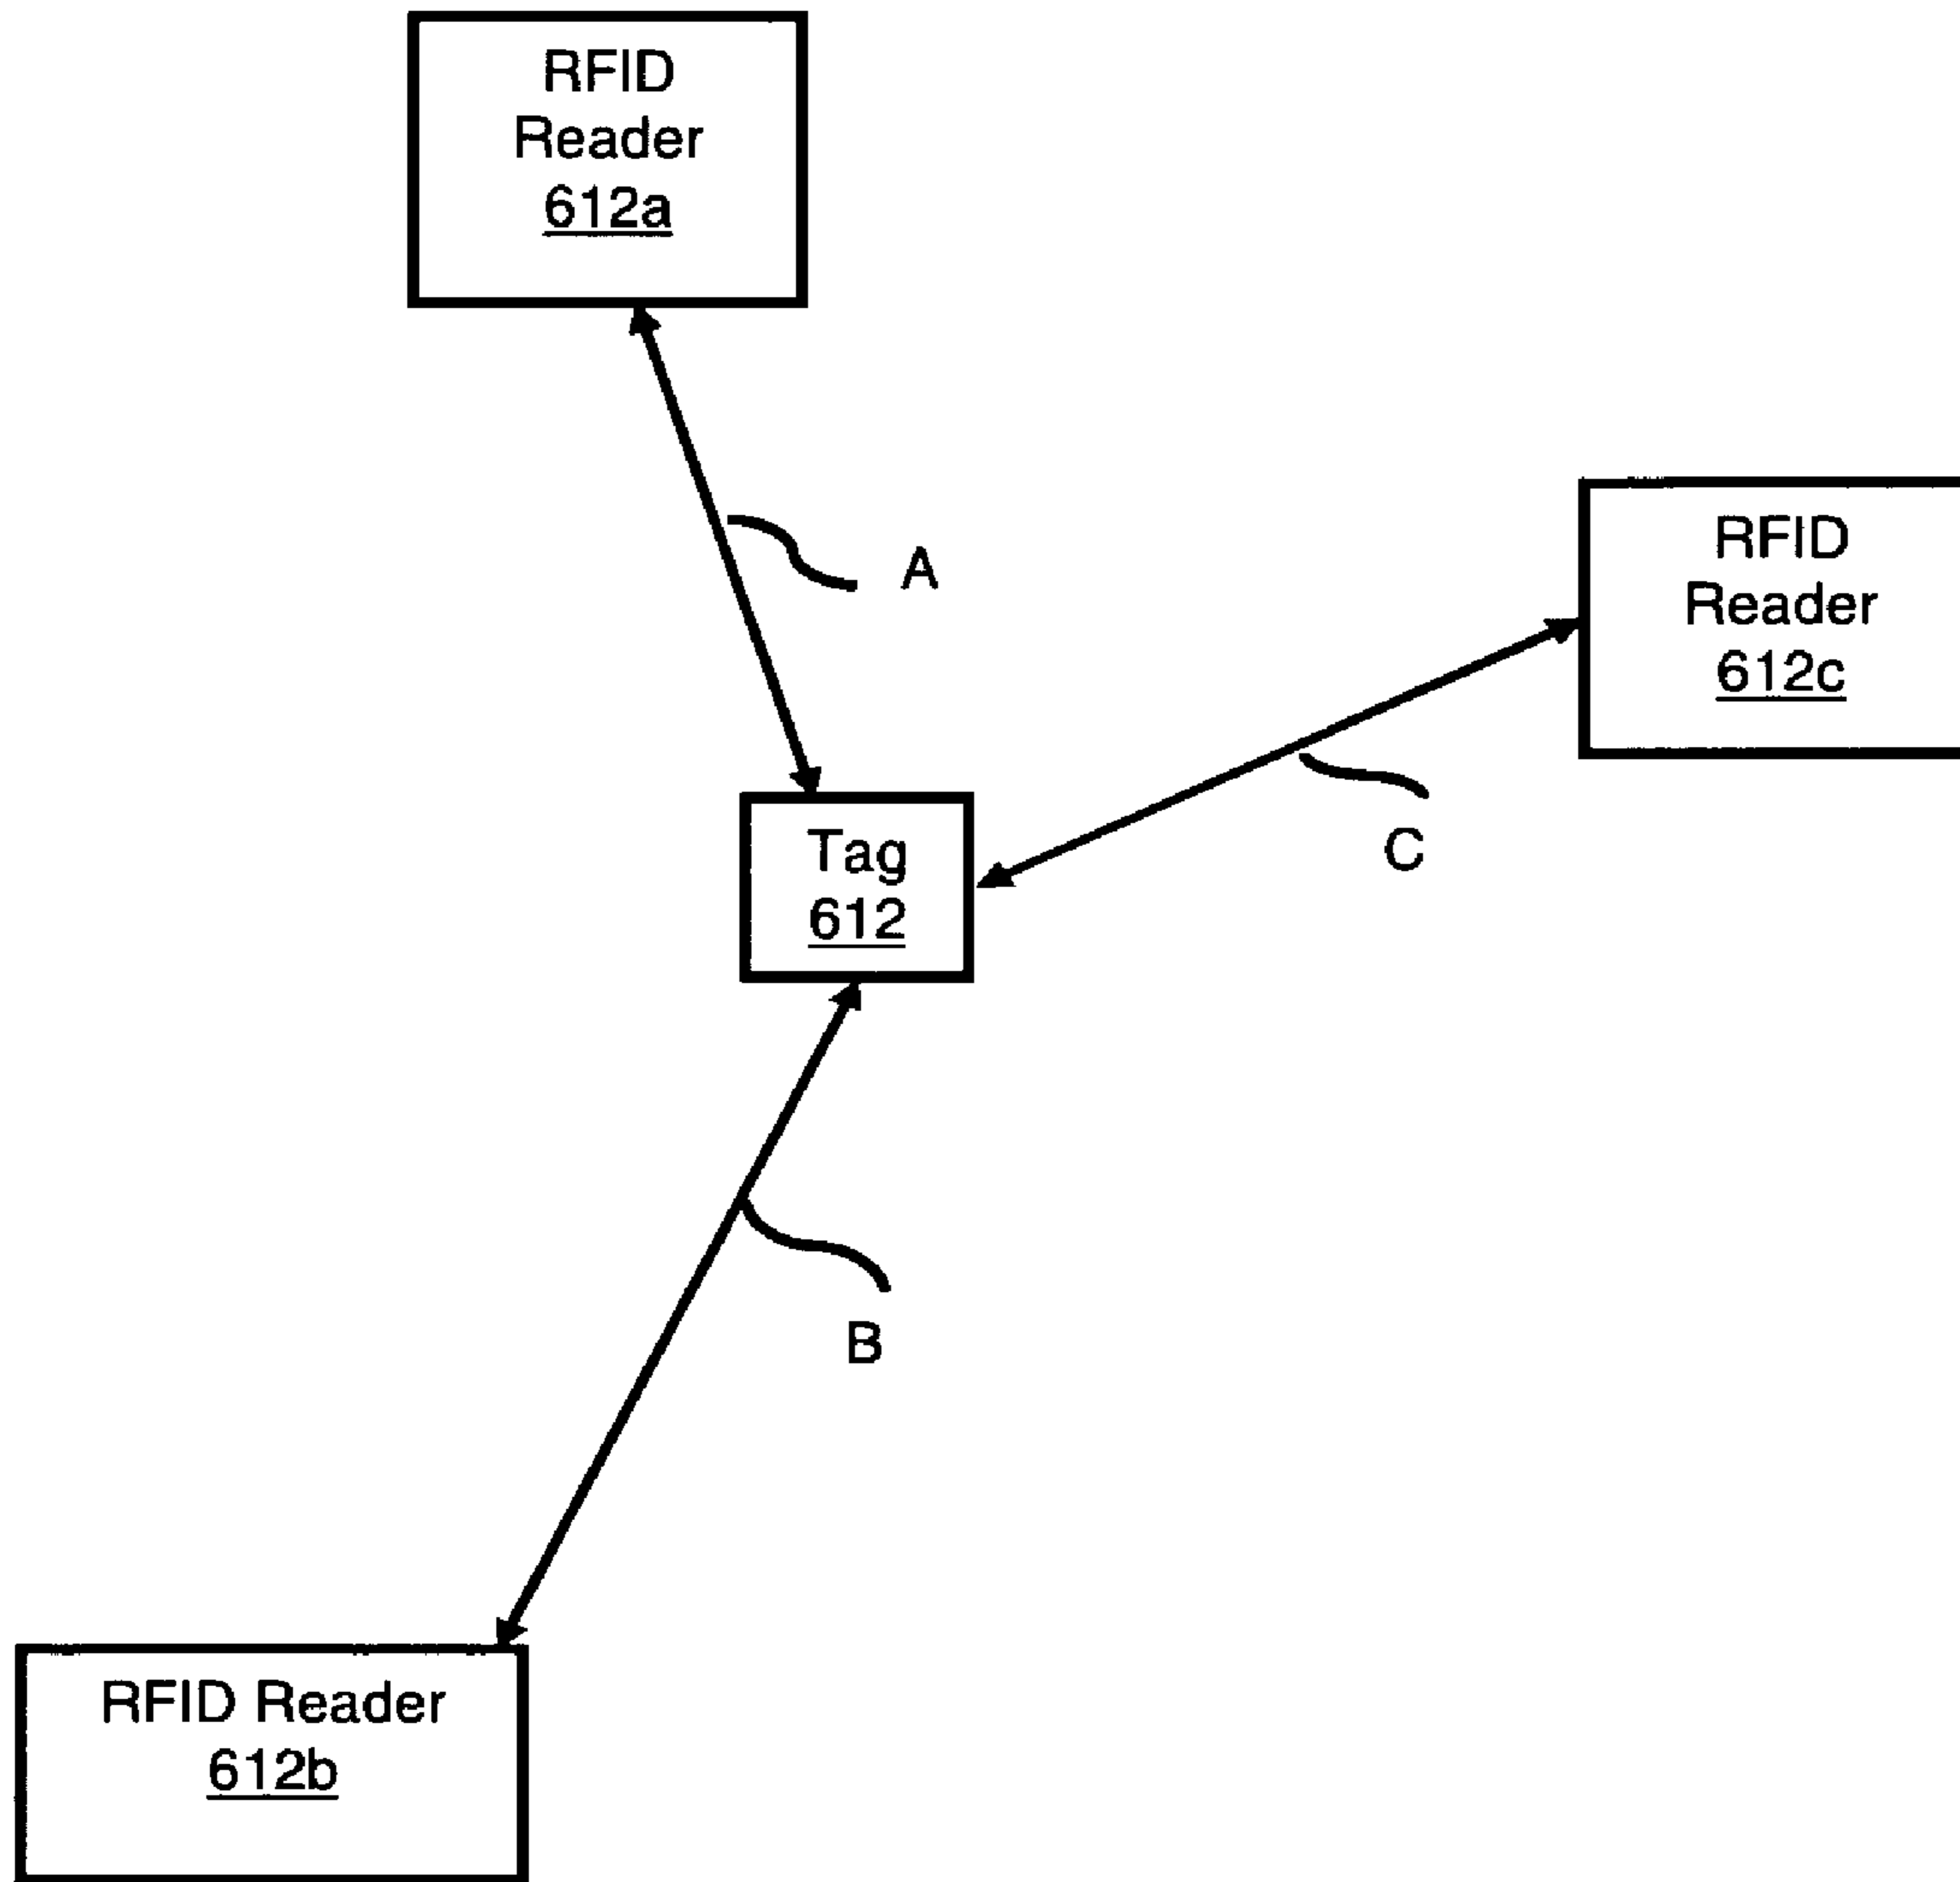 RFID
Reader
612a
A
RFID
Reader
612c
C
Tag
612
B
RFID Reader
612b